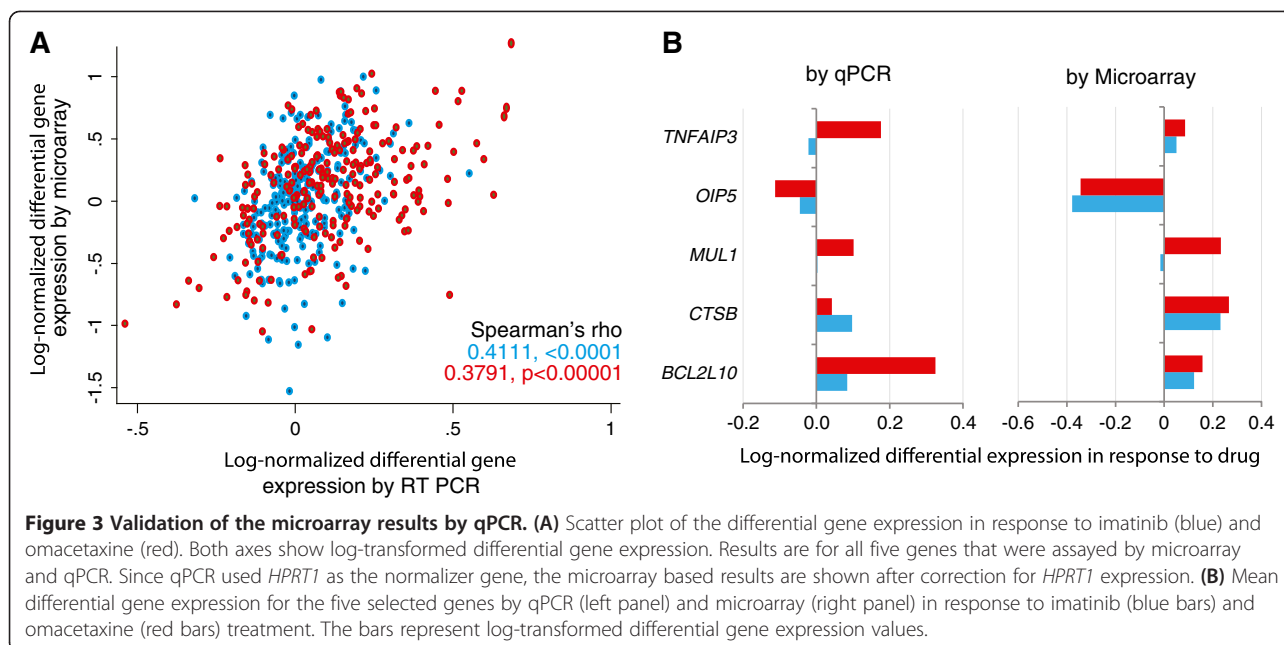 A
Log-normalized differential gene
expression by microarray
1
.5
0
-.5
-1
-1.5
-.5
0
.5
1
Spearman's rho
0.4111, <0.0001
0.3791, p<0.00001
Log-normalized differential gene
expression by RT PCR
B
by qPCR
by Microarray
TNFAIP3
OIP5
MUL1
CTSB
BCL2L10
-0.2 0.0 0.2 0.4
-0.6 -0.4 -0.2 0 0.2 0.4
Log-normalized differential expression in response to drug
Figure 3 Validation of the microarray results by qPCR. (A) Scatter plot of the differential gene expression in response to imatinib (blue) and
omacetaxine (red). Both axes show log-transformed differential gene expression. Results are for all five genes that were assayed by microarray
and qPCR. Since qPCR used HPRT1 as the normalizer gene, the microarray based results are shown after correction for HPRT1 expression. (B) Mean
differential gene expression for the five selected genes by qPCR (left panel) and microarray (right panel) in response to imatinib (blue bars) and
omacetaxine (red bars) treatment. The bars represent log-transformed differential gene expression values.